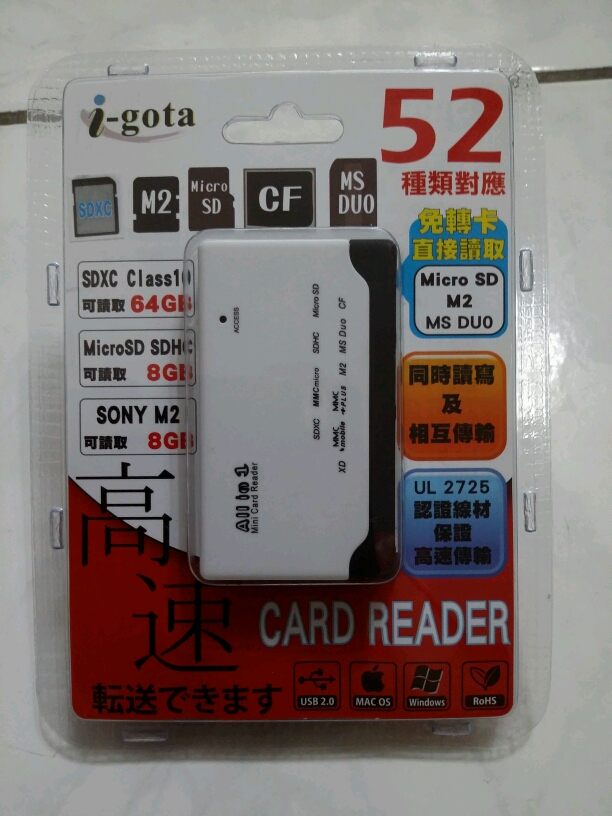 i-gota
52
種類對應
SDXC
M2
Micro
SD
CF
MS
DUO
免轉卡
直接讀取
Micro SD
M2
MS DUO
SDXC Class10
可讀取 64GB
MicroSD SDHC
可讀取 8GB
SONY M2
可讀取 8GB
ACCESS
SDXC MMCmicro SDHC Micro SD
XD MMC mobile MMC PLUS M2 MS Duo CF
All in 1
Mini Card Reader
同時讀寫
及
相互傳輸
UL 2725
認證線材
保證
高速傳輸
高速
転送できます
CARD READER
USB 2.0
MAC OS
Windows
RoHS